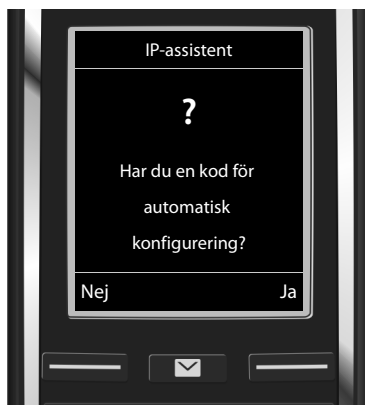 IP-assistent
?
Har du en kod för
automatisk
konfigurering?
Nej Ja